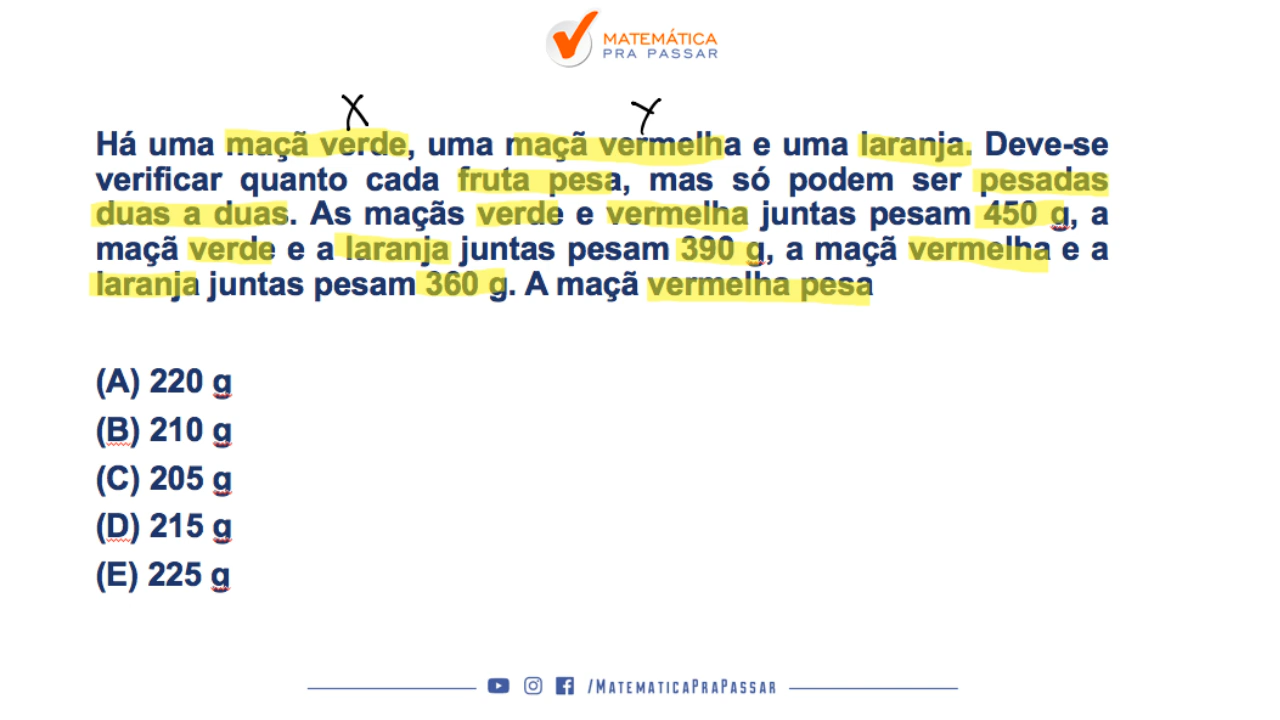 MATEMÁTICA
PRA PASSAR
X Y
Há uma maçã verde, uma maçã vermelha e uma laranja. Deve-se
verificar quanto cada fruta pesa, mas só podem ser pesadas
duas a duas. As maçãs verde e vermelha juntas pesam 450 g, a
maçã verde e a laranja juntas pesam 390 g, a maçã vermelha e a
laranja juntas pesam 360 g. A maçã vermelha pesa
(A) 220 g
(B) 210 g
(C) 205 g
(D) 215 g
(E) 225 g
/MATEMATICAPRAPASSAR